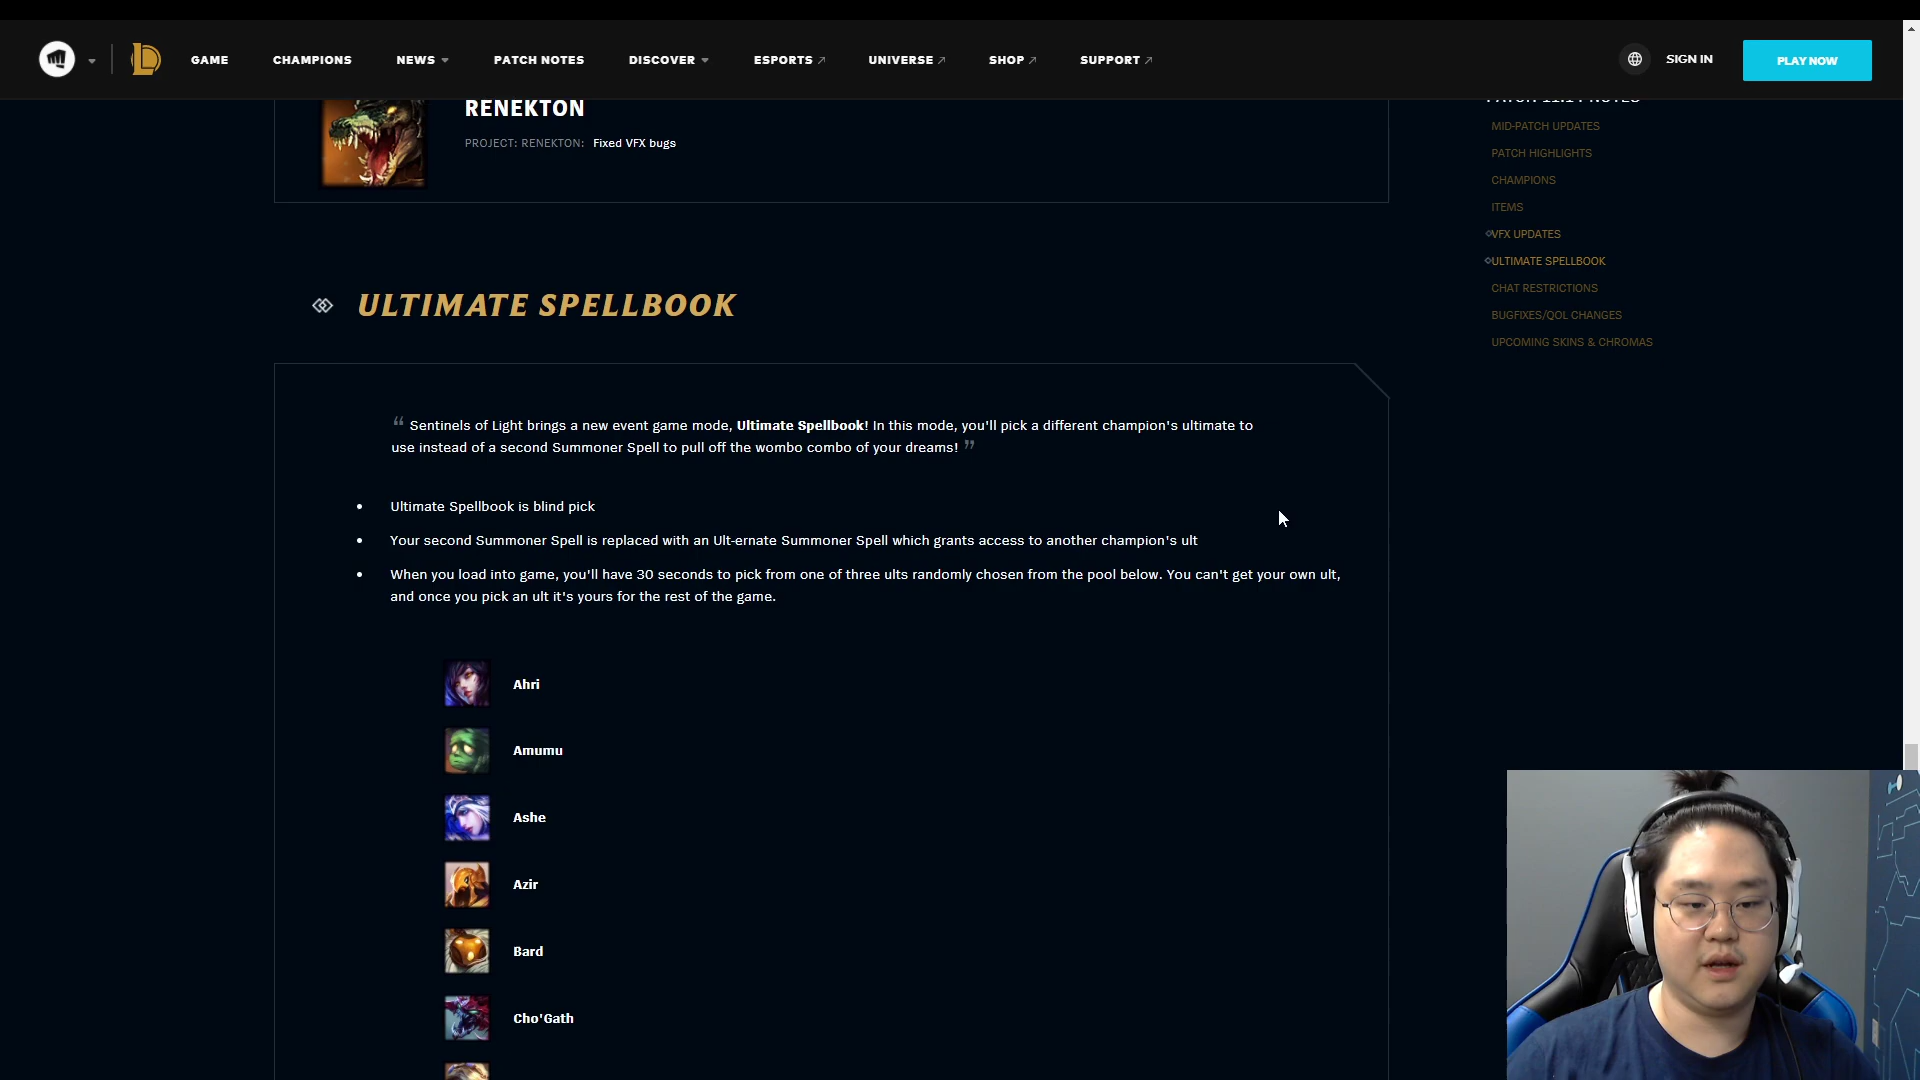 GAME
CHAMPIONS
NEWS
PATCH NOTES
DISCOVER
ESPORTS
UNIVERSE
SHOP
SUPPORT
SIGN IN
PLAY NOW
RENEKTON
PROJECT: RENEKTON: Fixed VFX bugs
PATCH 11.14 NOTES
MID-PATCH UPDATES
PATCH HIGHLIGHTS
CHAMPIONS
ITEMS
VFX UPDATES
ULTIMATE SPELLBOOK
CHAT RESTRICTIONS
BUGFIXES/QOL CHANGES
UPCOMING SKINS & CHROMAS
ULTIMATE SPELLBOOK
“ Sentinels of Light brings a new event game mode, Ultimate Spellbook! In this mode, you'll pick a different champion's ultimate to
use instead of a second Summoner Spell to pull off the wombo combo of your dreams! ”
• Ultimate Spellbook is blind pick
• Your second Summoner Spell is replaced with an Ult-ernate Summoner Spell which grants access to another champion's ult
• When you load into game, you'll have 30 seconds to pick from one of three ults randomly chosen from the pool below. You can't get your own ult,
and once you pick an ult it's yours for the rest of the game.
Ahri
Amumu
Ashe
Azir
Bard
Cho'Gath